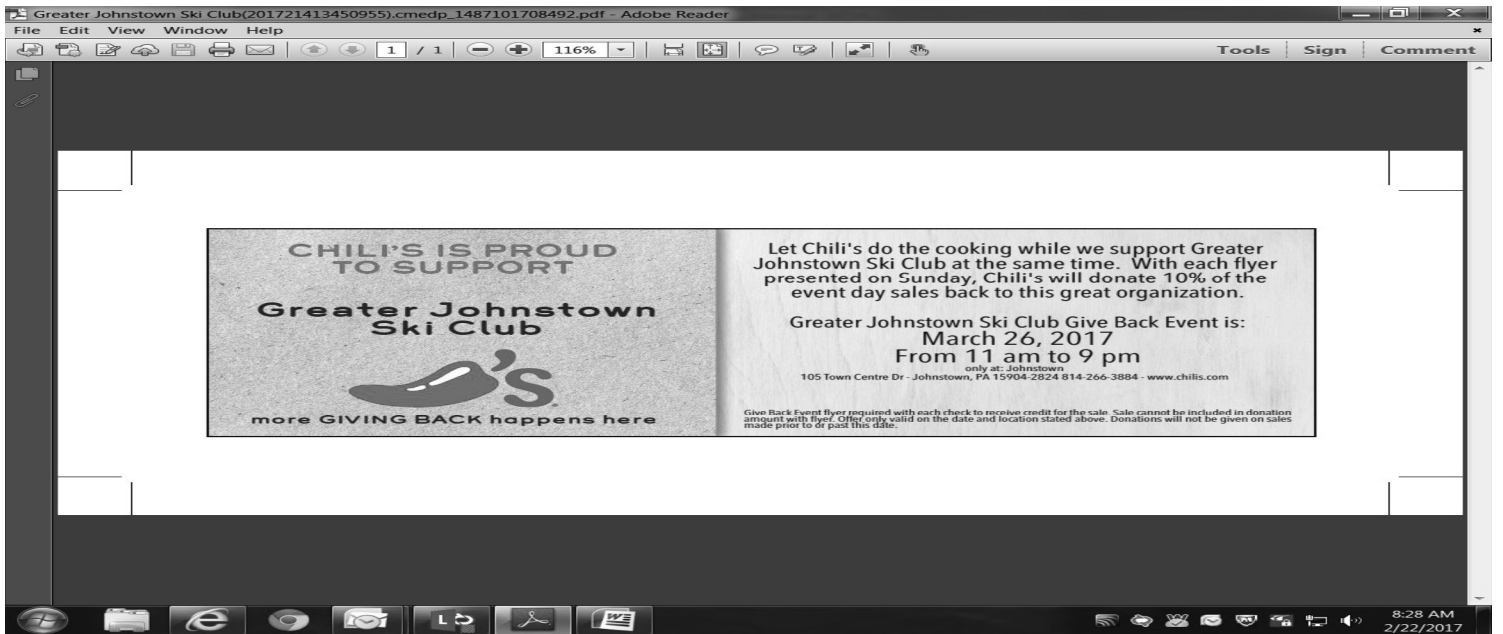 Greater Johnstown Ski Club(201721413450955).cmedp_1487101708492.pdf - Adobe Reader
File Edit View Window Help
1 / 1 116% Tools Sign Comment
CHILI'S IS PROUD
TO SUPPORT
Greater Johnstown
Ski Club
's
more GIVING BACK happens here
Let Chili's do the cooking while we support Greater
Johnstown Ski Club at the same time. With each flyer
presented on Sunday, Chili's will donate 10% of the
event day sales back to this great organization.
Greater Johnstown Ski Club Give Back Event is:
March 26, 2017
From 11 am to 9 pm
only at: Johnstown
105 Town Centre Dr - Johnstown, PA 15904-2824 814-266-3884 - www.chilis.com
Give Back Event flyer required with each check to receive credit for the sale. Sale cannot be included in donation
amount with flyer. Offer only valid on the date and location stated above. Donations will not be given on sales
made prior to or past this date.
8:28 AM
2/22/2017